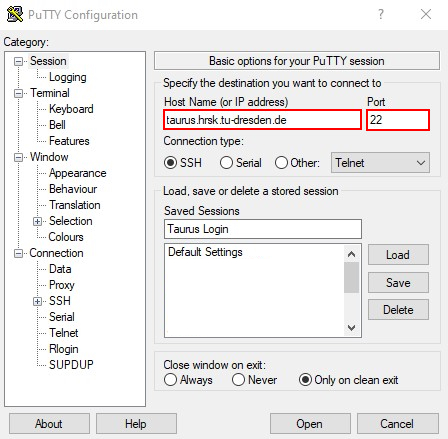 PuTTY Configuration
?
Category:
Session
Logging
Terminal
Keyboard
Bell
Features
Window
Appearance
Behaviour
Translation
Selection
Colours
Connection
Data
Proxy
SSH
Serial
Telnet
Rlogin
SUPDUP
Basic options for your PuTTY session
Specify the destination you want to connect to
Host Name (or IP address) Port
taurus.hrsk.tu-dresden.de 22
Connection type:
SSH Serial Other: Telnet
Load, save or delete a stored session
Saved Sessions
Taurus Login
Default Settings
Load
Save
Delete
Close window on exit:
Always Never Only on clean exit
About Help Open Cancel